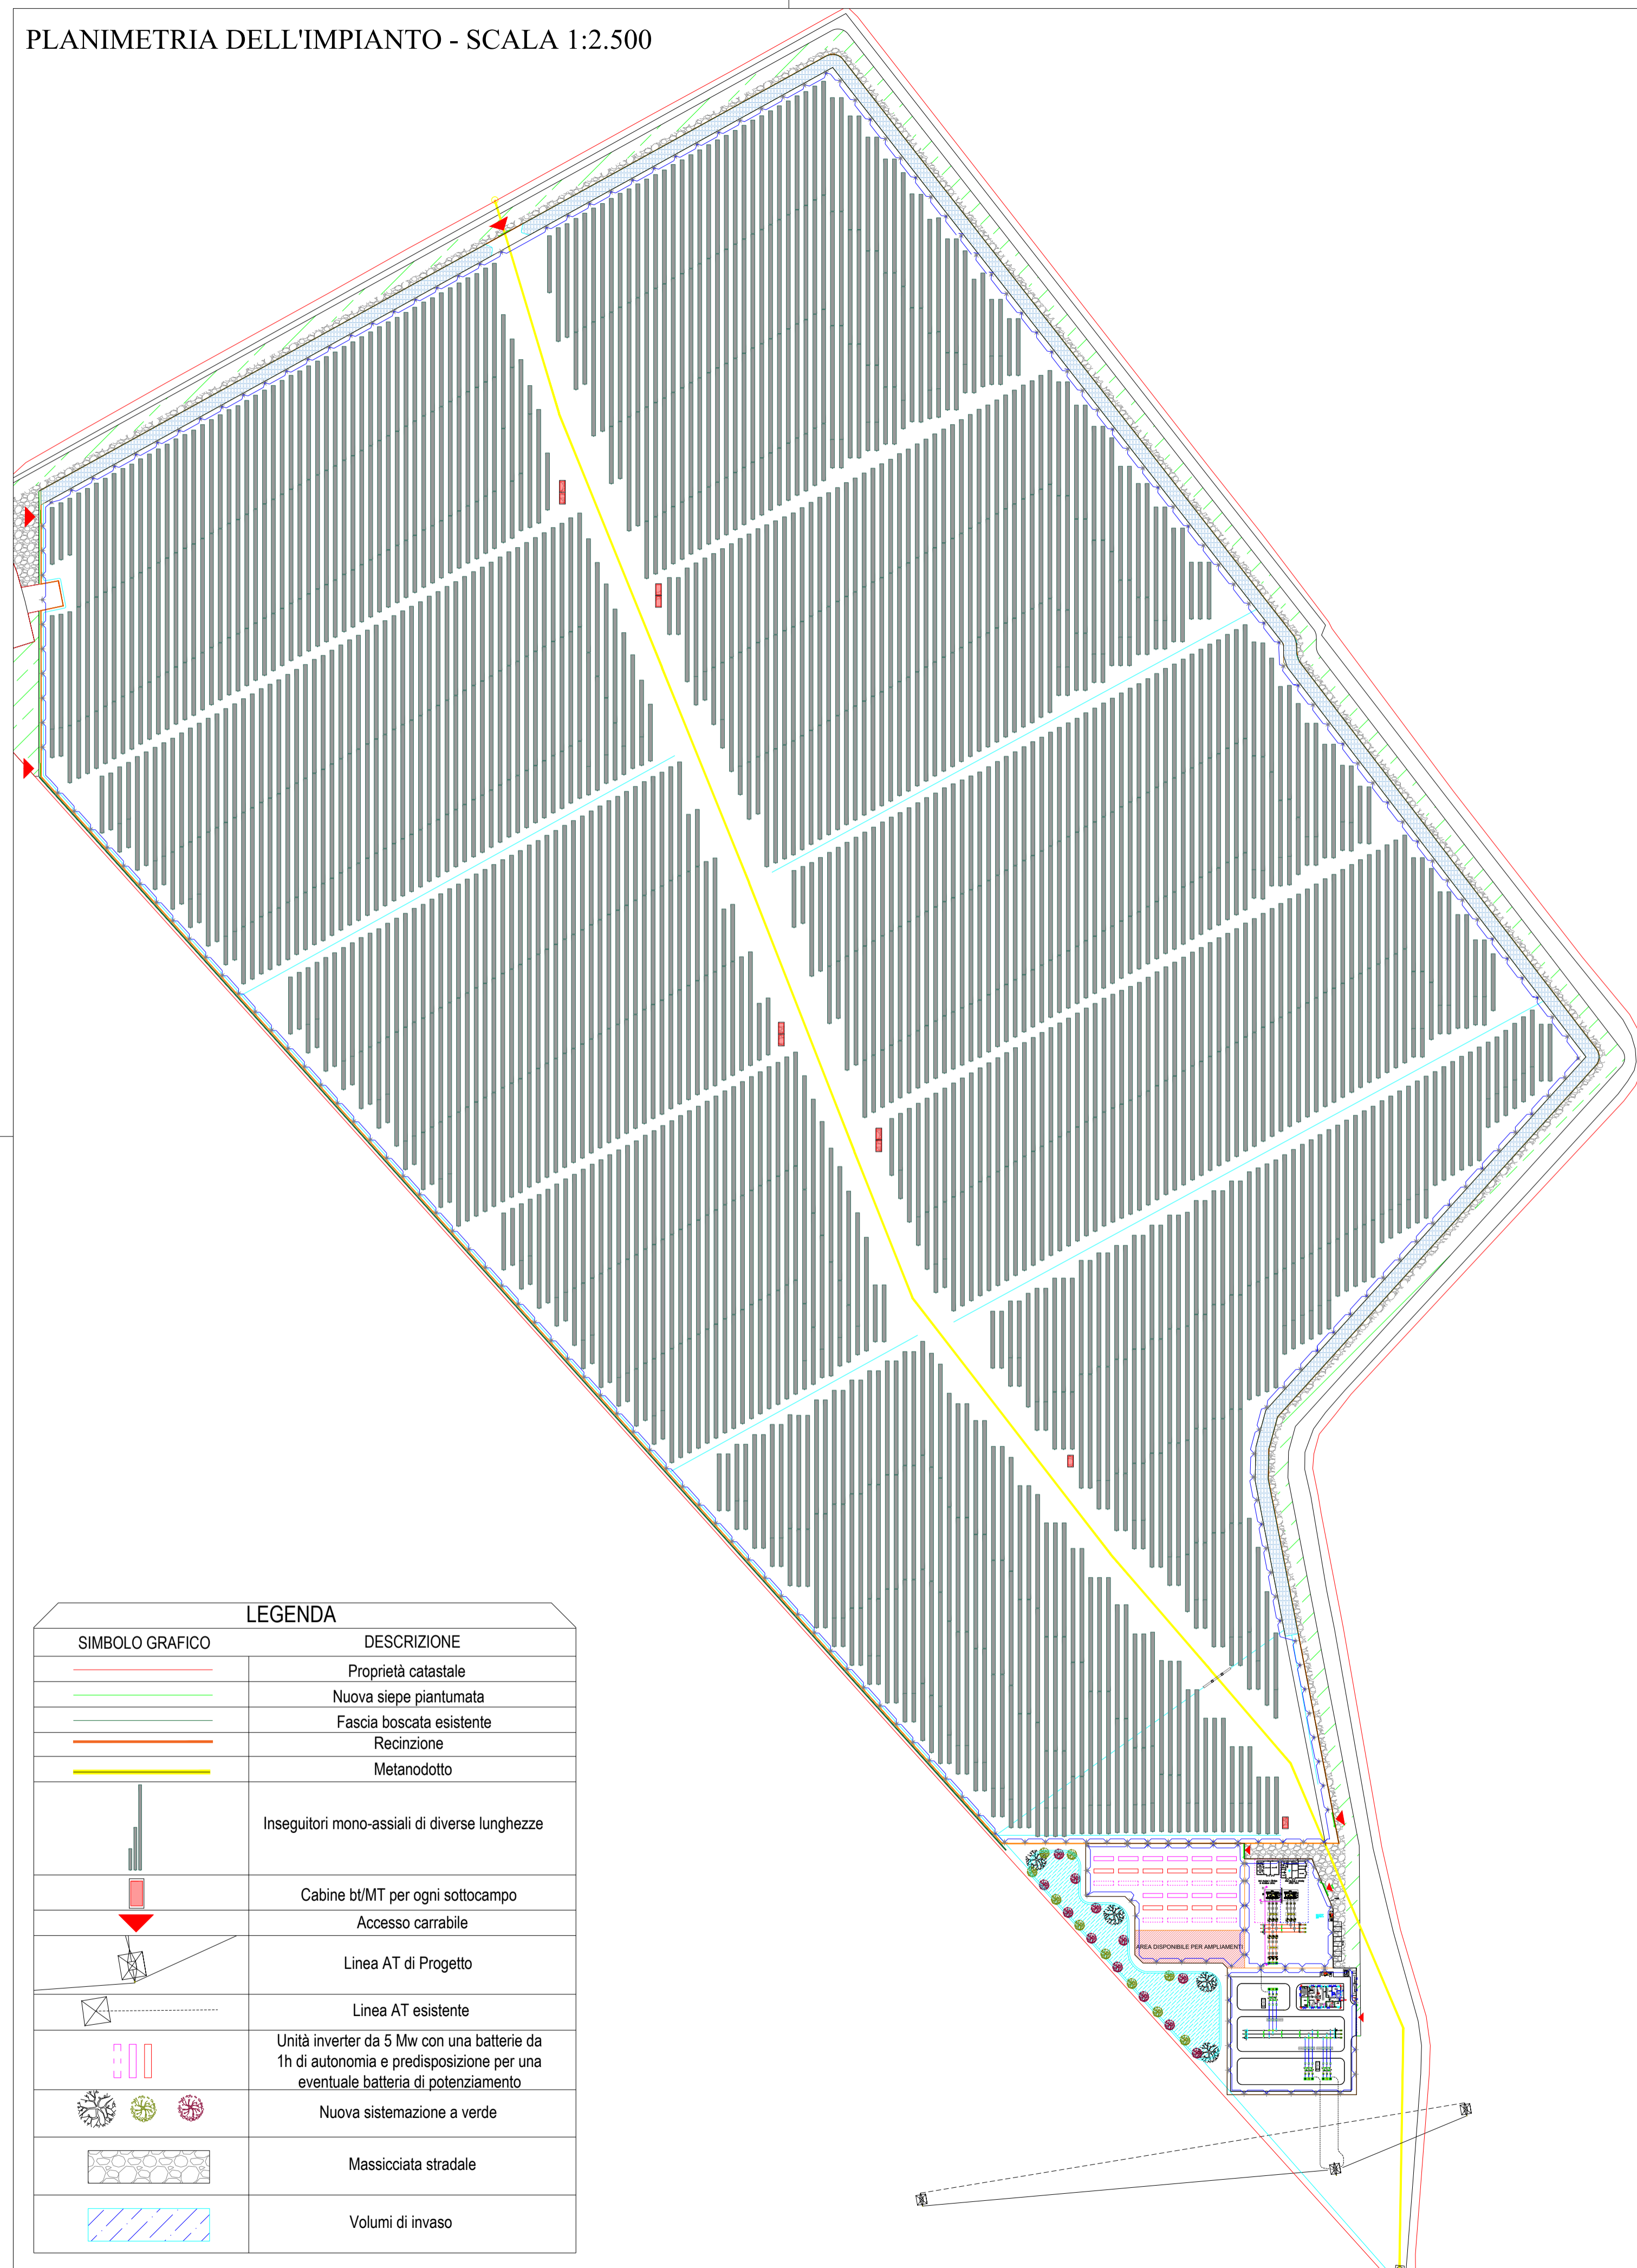 PLANIMETRIA DELL'IMPIANTO - SCALA 1:2.500
AREA DISPONIBILE PER AMPLIAMENTI
LEGENDA
SIMBOLO GRAFICO DESCRIZIONE
Proprietà catastale
Nuova siepe piantumata
Fascia boscata esistente
Recinzione
Metanodotto
Inseguitori mono-assiali di diverse lunghezze
Cabine bt/MT per ogni sottocampo
Accesso carrabile
Linea AT di Progetto
Linea AT esistente
Unità inverter da 5 Mw con una batterie da
1h di autonomia e predisposizione per una
eventuale batteria di potenziamento
Nuova sistemazione a verde
Massicciata stradale
Volumi di invaso